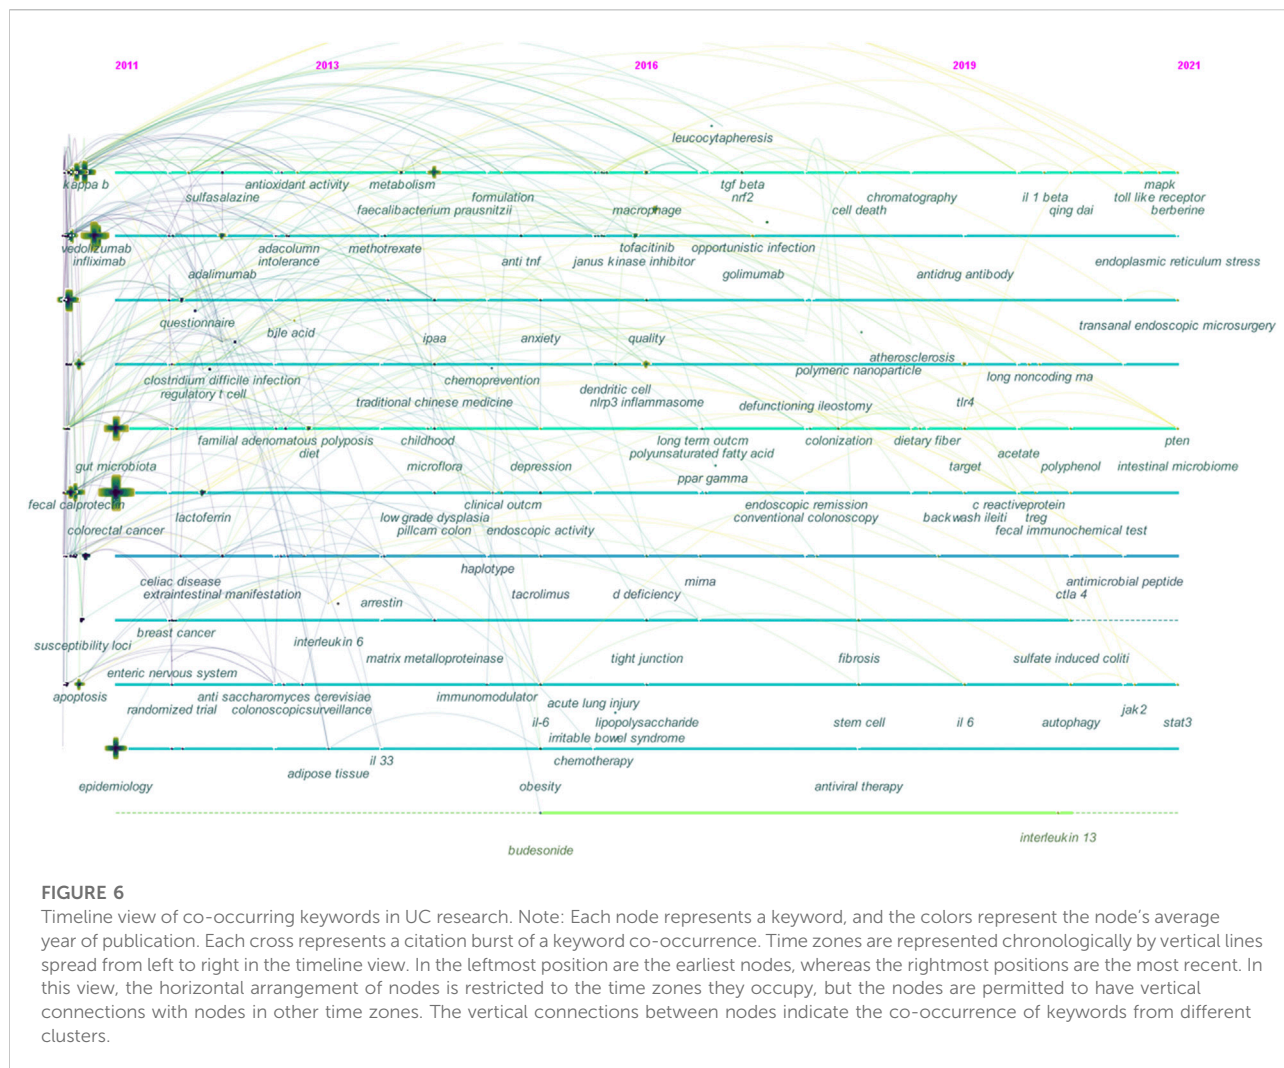 2011 2013 2016 2019 2021
leucocytapheresis
kappa b antioxidant activity metabolism tgf beta mapk
sulfasalazine formulation nrf2 chromatography il 1 beta toll like receptor
faecalibacterium prausnitzii macrophage cell death qing dai berberine
vedolizumab adacolumn methotrexate tofacitinib opportunistic infection
infliximab intolerance anti tnf janus kinase inhibitor endoplasmic reticulum stress
adalimumab golimumab antidrug antibody
questionnaire transanal endoscopic microsurgery
bile acid ipaa anxiety quality
atherosclerosis
polymeric nanoparticle
clostridium difficile infection chemoprevention long noncoding rna
regulatory t cell dendritic cell
traditional chinese medicine nlrp3 inflammasome defunctioning ileostomy tlr4
familial adenomatous polyposis childhood long term outcm colonization dietary fiber pten
diet polyunsaturated fatty acid acetate
gut microbiota microflora depression target polyphenol intestinal microbiome
ppar gamma
fecal calprotectin clinical outcm endoscopic remission c reactiveprotein
lactoferrin low grade dysplasia conventional colonoscopy backwash ileiti treg
colorectal cancer pillcam colon endoscopic activity fecal immunochemical test
haplotype
celiac disease mirna antimicrobial peptide
extraintestinal manifestation arrestin tacrolimus d deficiency ctla 4
breast cancer
susceptibility loci interleukin 6
matrix metalloproteinase tight junction fibrosis sulfate induced coliti
enteric nervous system
apoptosis anti saccharomyces cerevisiae immunomodulator acute lung injury
randomized trial colonoscopicsurveillance jak2
il-6 lipopolysaccharide stem cell il 6 autophagy stat3
irritable bowel syndrome
il 33 chemotherapy
adipose tissue
epidemiology obesity antiviral therapy
interleukin 13
budesonide
FIGURE 6
Timeline view of co-occurring keywords in UC research. Note: Each node represents a keyword, and the colors represent the node's average
year of publication. Each cross represents a citation burst of a keyword co-occurrence. Time zones are represented chronologically by vertical lines
spread from left to right in the timeline view. In the leftmost position are the earliest nodes, whereas the rightmost positions are the most recent. In
this view, the horizontal arrangement of nodes is restricted to the time zones they occupy, but the nodes are permitted to have vertical
connections with nodes in other time zones. The vertical connections between nodes indicate the co-occurrence of keywords from different
clusters.